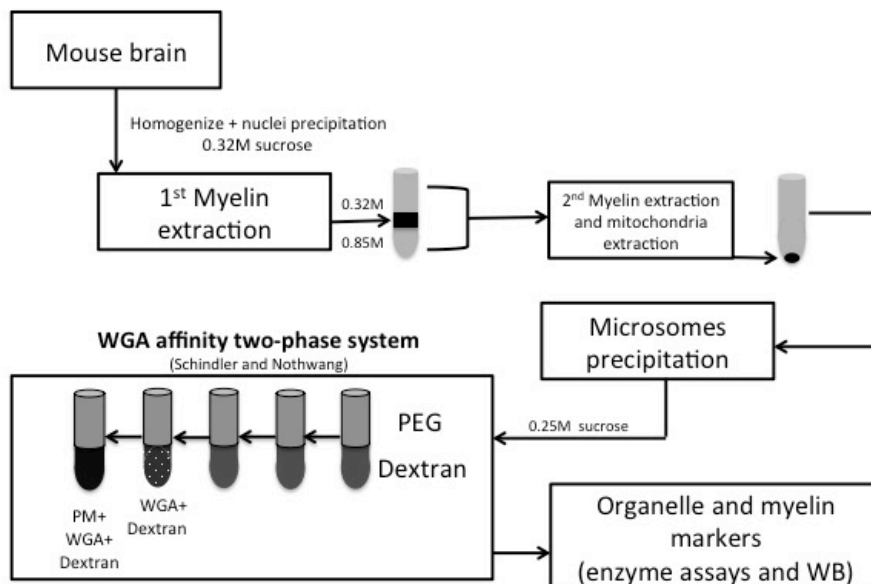 Mouse brain
Homogenize + nuclei precipitation
0.32M sucrose
1st Myelin
extraction
0.32M
0.85M
2nd Myelin extraction
and mitochondria
extraction
Microsomes
precipitation
0.25M sucrose
WGA affinity two-phase system
(Schindler and Nothwang)
PEG
Dextran
WGA+
Dextran
PM+
WGA+
Dextran
Organelle and myelin
markers
(enzyme assays and WB)